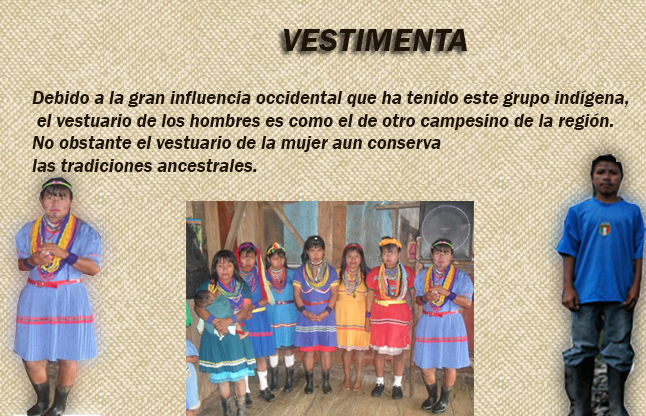 VESTIMENTA
Debido a la gran influencia occidental que ha tenido este grupo indígena,
el vestuario de los hombres es como el de otro campesino de la región.
No obstante el vestuario de la mujer aun conserva
las tradiciones ancestrales.